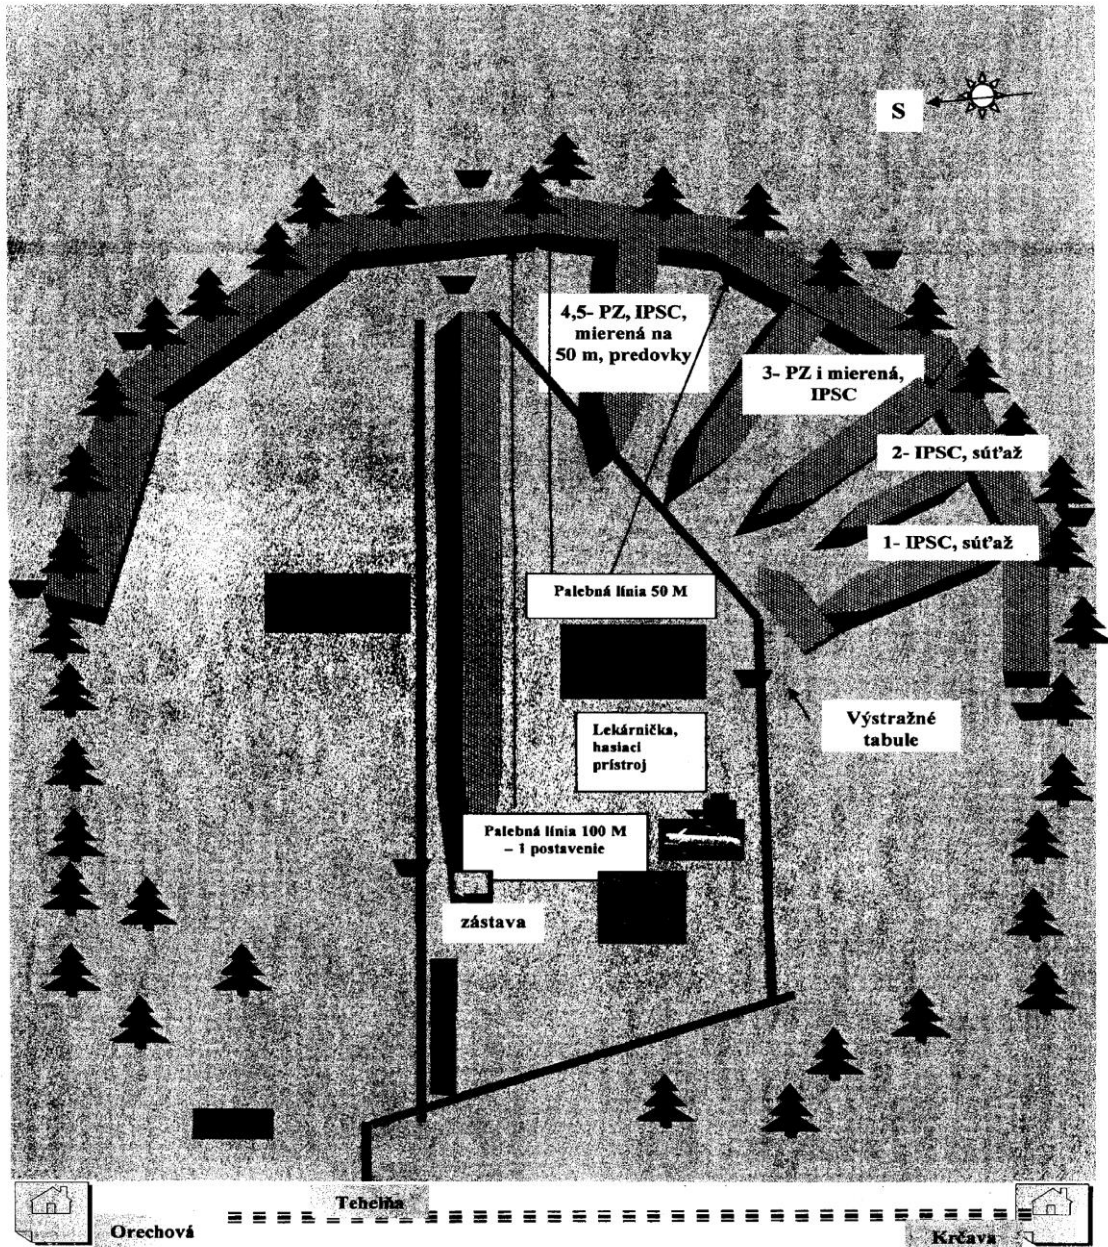 S
4,5- PZ, IPSC,
mierená na
50 m, predovky
3- PZ i mierená,
IPSC
2- IPSC, súťaž
1- IPSC, súťaž
Palebná línia 50 M
Lekárnička,
hasiaci
prístroj
Výstražné
tabule
Palebná línia 100 M
– 1 postavenie
zástava
Tehelňa
Orechová
Krčava